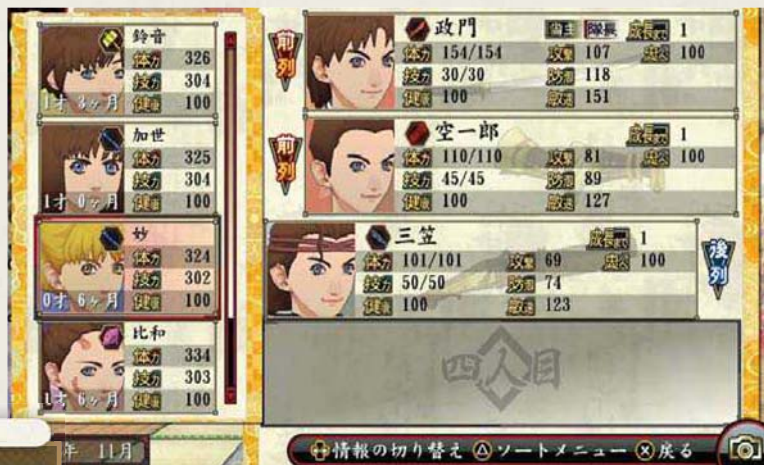 鈴音
体力 326
技力 304
健康 100
1才 3ヶ月
加世
体力 325
技力 304
健康 100
1才 0ヶ月
妙
体力 324
技力 302
健康 100
0才 6ヶ月
比和
体力 334
技力 303
健康 100
1才 6ヶ月
年 11月
前列
政門
当主 隊長 成長まで 1
体力 154/154 攻撃 107 忠心 100
技力 30/30 防御 118
健康 100 敏速 151
前列
空一郎
成長まで 1
体力 110/110 攻撃 81 忠心 100
技力 45/45 防御 89
健康 100 敏速 127
三笠
成長まで 1
体力 101/101 攻撃 69 忠心 100
技力 50/50 防御 74
健康 100 敏速 123
後列
四人目
情報の切り替え ソートメニュー 戻る